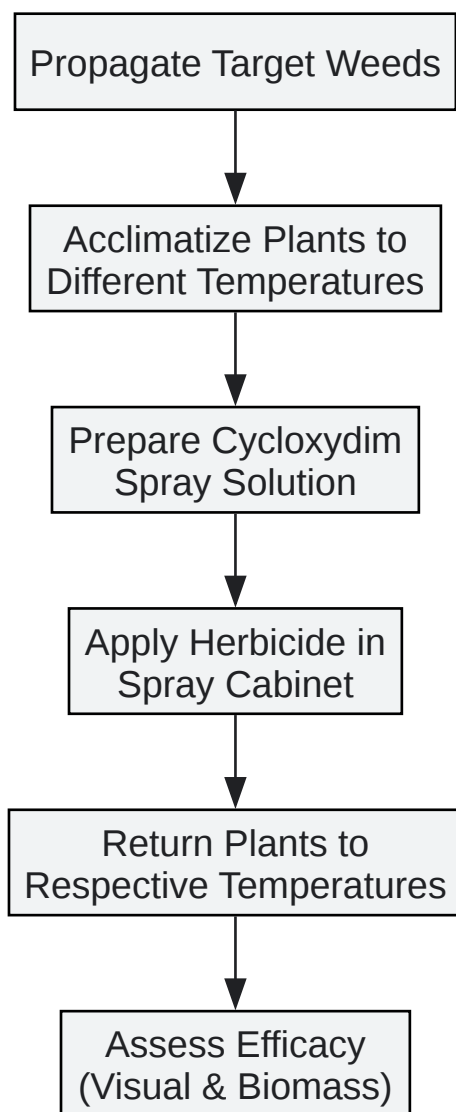 Propagate Target Weeds
Acclimatize Plants to
Different Temperatures
Prepare Cycloxydim
Spray Solution
Apply Herbicide in
Spray Cabinet
Return Plants to
Respective Temperatures
Assess Efficacy
(Visual & Biomass)